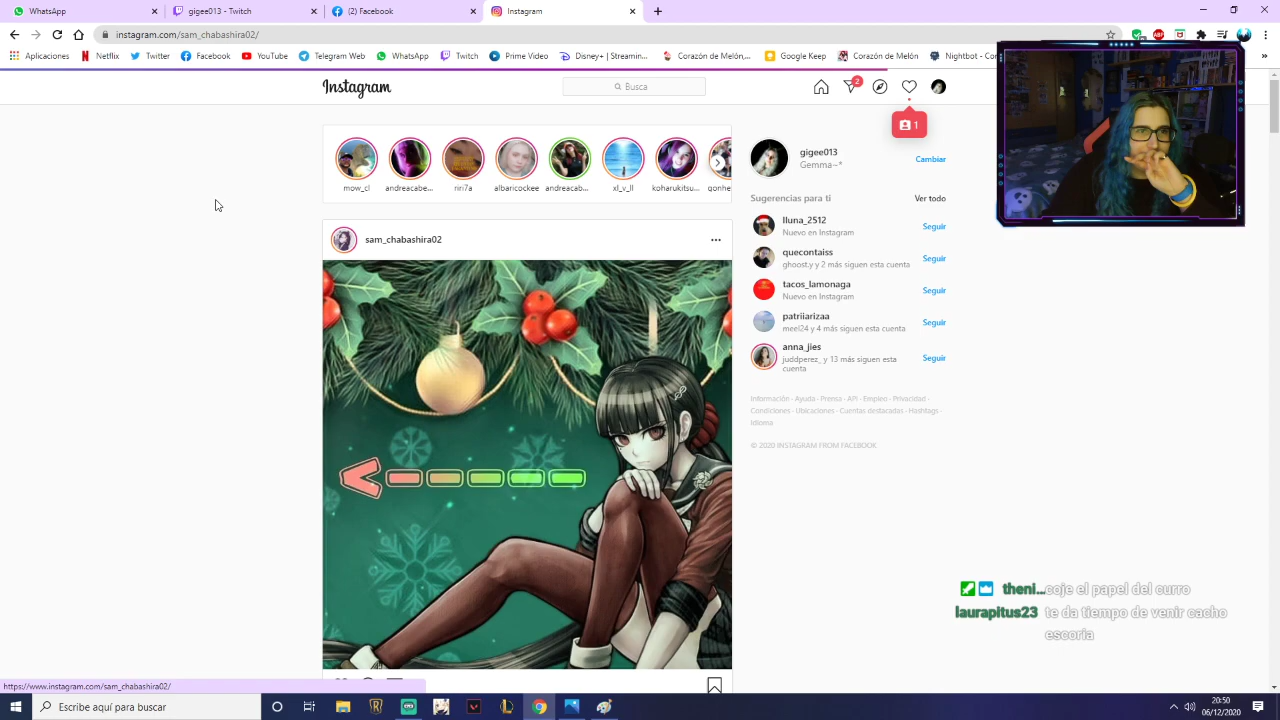 WhatsApp
gigee013 - Twitch
Facebook
Instagram
instagram.com/sam_chabashira02/
Aplicaciones
Netflix
Twitter
Facebook
YouTube
Telegram Web
WhatsApp
Twitch
Prime Video
Disney+ | Streamin...
Corazón de Melón,...
Google Keep
Corazón de Melón
Nightbot - Co
»
Instagram
Busca
2
1
mow_cl
andreacabe...
riri7a
albaricockee
andreacab...
xl_v_ll
koharukitsu...
qonhe
gigee013
Gemma~*
Cambiar
Sugerencias para ti
Ver todo
lluna_2512
Nuevo en Instagram
Seguir
quecontaiss
ghoost.y y 2 más siguen esta cuenta
Seguir
tacos_lamonaga
Nuevo en Instagram
Seguir
patriiarizaa
meel24 y 4 más siguen esta cuenta
Seguir
anna_jies
juddperez_ y 13 más siguen esta
cuenta
Seguir
Información · Ayuda · Prensa · API · Empleo · Privacidad ·
Condiciones · Ubicaciones · Cuentas destacadas · Hashtags ·
Idioma
© 2020 INSTAGRAM FROM FACEBOOK
sam_chabashira02
theni... coje el papel del curro
laurapitus23 te da tiempo de venir cacho
escoria
https://www.instagram.com/sam_chabashira02/
Escribe aquí para buscar
20:50
06/12/2020